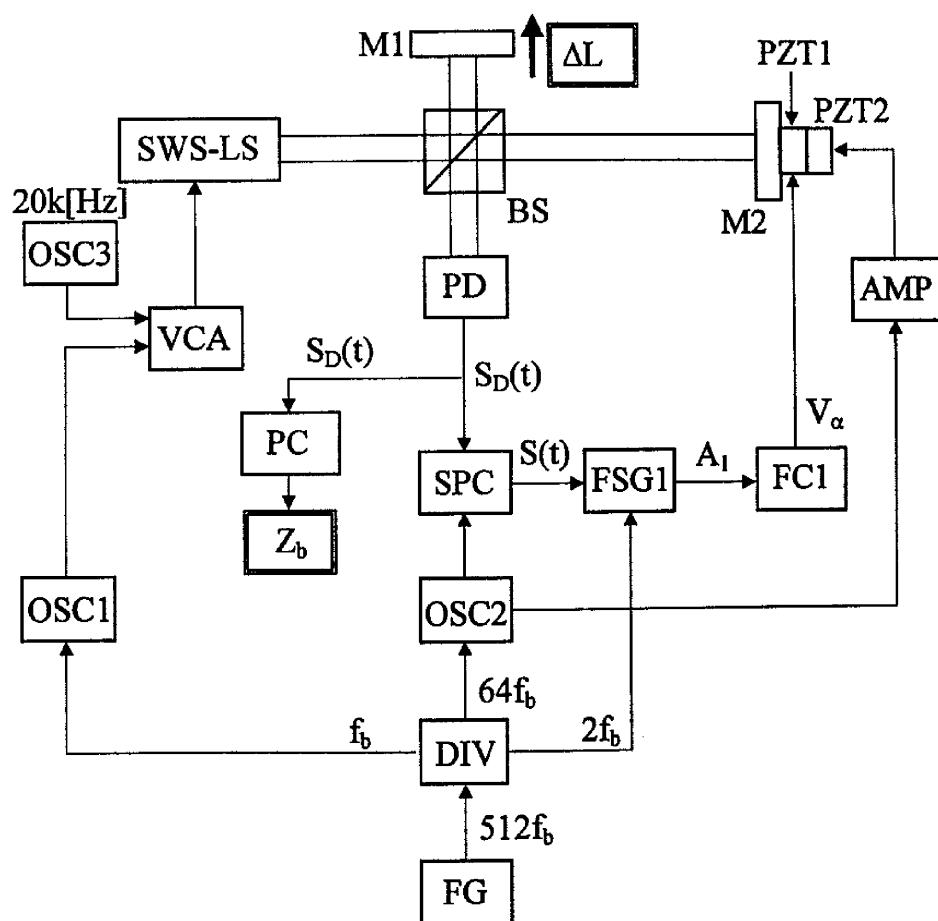 M1
ΔL
PZT1
PZT2
SWS-LS
BS
M2
20k[Hz]
OSC3
PD
AMP
VCA
S_D(t)
S_D(t)
V_α
PC
SPC
S(t)
FSG1
A_1
FC1
Z_b
OSC1
OSC2
64f_b
f_b
DIV
2f_b
512f_b
FG